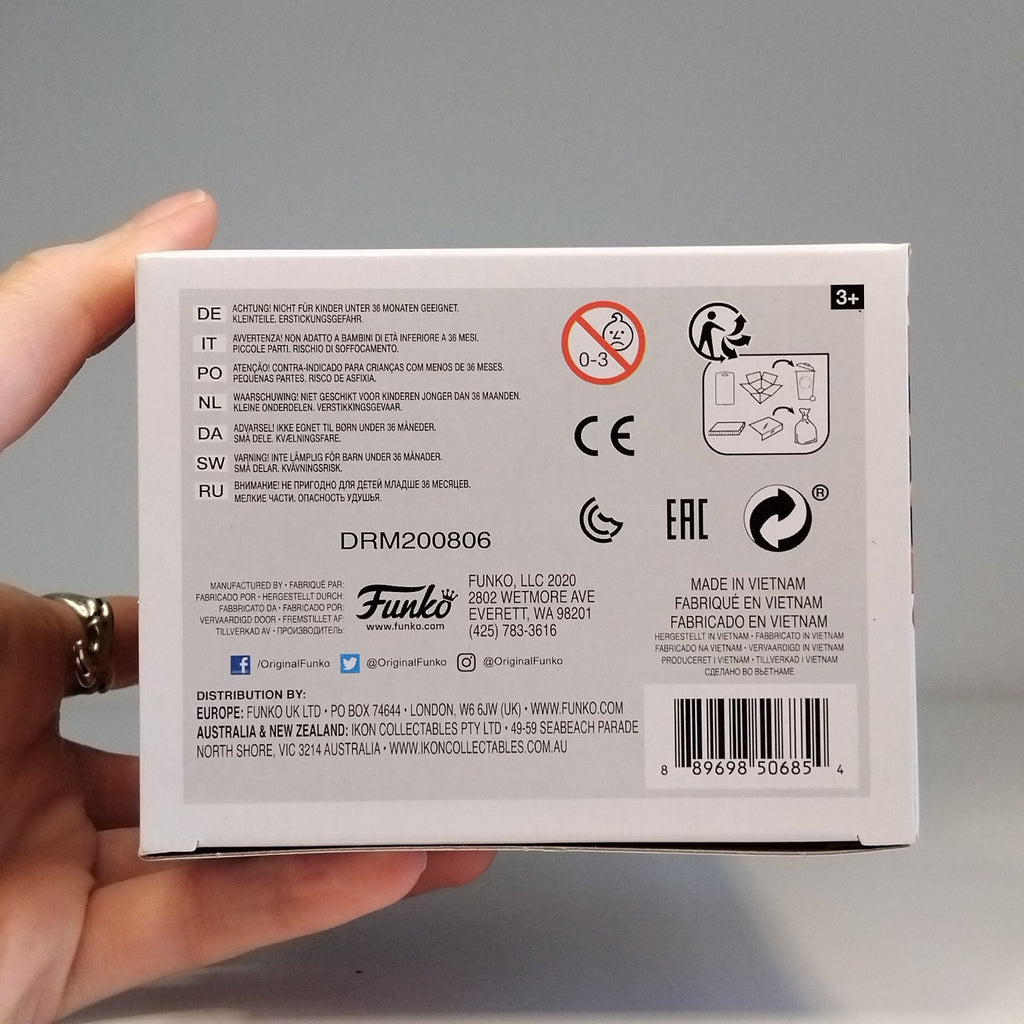 3+
DE ACHTUNG! NICHT FÜR KINDER UNTER 36 MONATEN GEEIGNET.
KLEINTEILE. ERSTICKUNGSGEFAHR.
IT AVVERTENZA! NON ADATTO A BAMBINI DI ETÀ INFERIORE A 36 MESI.
PICCOLE PARTI. RISCHIO DI SOFFOCAMENTO.
PO ATENÇÃO! CONTRA-INDICADO PARA CRIANÇAS COM MENOS DE 36 MESES.
PEQUENAS PARTES. RISCO DE ASFIXIA.
NL WAARSCHUWING! NIET GESCHIKT VOOR KINDEREN JONGER DAN 36 MAANDEN.
KLEINE ONDERDELEN. VERSTIKKINGSGEVAAR.
DA ADVARSEL! IKKE EGNET TIL BØRN UNDER 36 MÅNEDER.
SMÅ DELE. KVÆLNINGSFARE.
SW VARNING! INTE LÄMPLIG FÖR BARN UNDER 36 MÅNADER.
SMÅ DELAR. KVÄVNINGSRISK.
RU ВНИМАНИЕ! НЕ ПРИГОДНО ДЛЯ ДЕТЕЙ МЛАДШЕ 36 МЕСЯЦЕВ.
МЕЛКИЕ ЧАСТИ. ОПАСНОСТЬ УДУШЬЯ.
0-3
CE
EAC
®
DRM200806
MANUFACTURED BY • FABRIQUÉ PAR:
FABRICADO POR • HERGESTELLT DURCH:
FABBRICATO DA • FABRICADO POR:
VERVAARDIGD DOOR • FREMSTILLET AF:
TILLVERKAD AV • ПРОИЗВОДИТЕЛЬ:
Funko
www.funko.com
FUNKO, LLC 2020
2802 WETMORE AVE
EVERETT, WA 98201
(425) 783-3616
/OriginalFunko @OriginalFunko @OriginalFunko
DISTRIBUTION BY:
EUROPE: FUNKO UK LTD • PO BOX 74644 • LONDON, W6 6JW (UK) • WWW.FUNKO.COM
AUSTRALIA & NEW ZEALAND: IKON COLLECTABLES PTY LTD • 49-59 SEABEACH PARADE
NORTH SHORE, VIC 3214 AUSTRALIA • WWW.IKONCOLLECTABLES.COM.AU
MADE IN VIETNAM
FABRIQUÉ EN VIETNAM
FABRICADO EN VIETNAM
HERGESTELLT IN VIETNAM • FABBRICATO IN VIETNAM
FABRICADO NA VIETNAM • VERVAARDIGD IN VIETNAM
PRODUCERET I VIETNAM • TILLVERKAD I VIETNAM
СДЕЛАНО ВО ВЬЕТНАМЕ
8 89698 50685 4